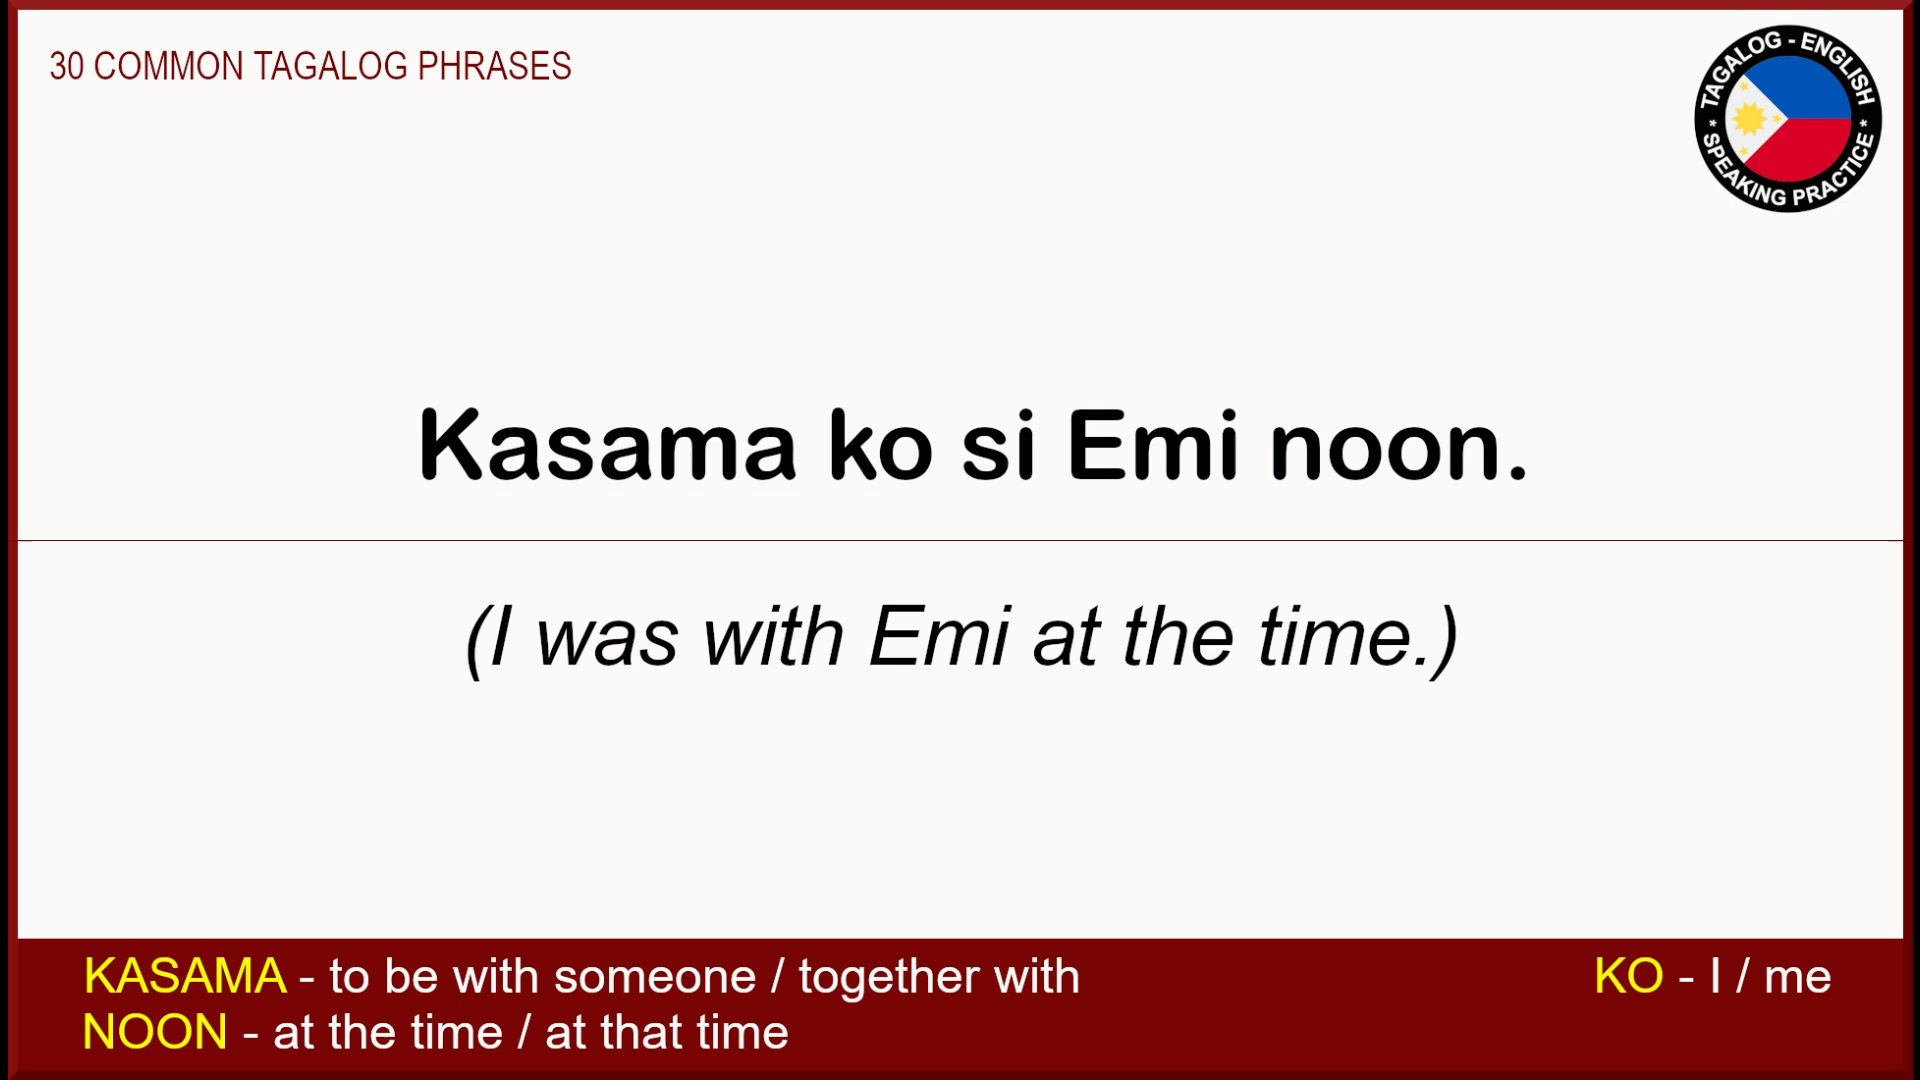 30 COMMON TAGALOG PHRASES
TAGALOG - ENGLISH
* SPEAKING PRACTICE *
Kasama ko si Emi noon.
(I was with Emi at the time.)
KASAMA - to be with someone / together with
KO - I / me
NOON - at the time / at that time